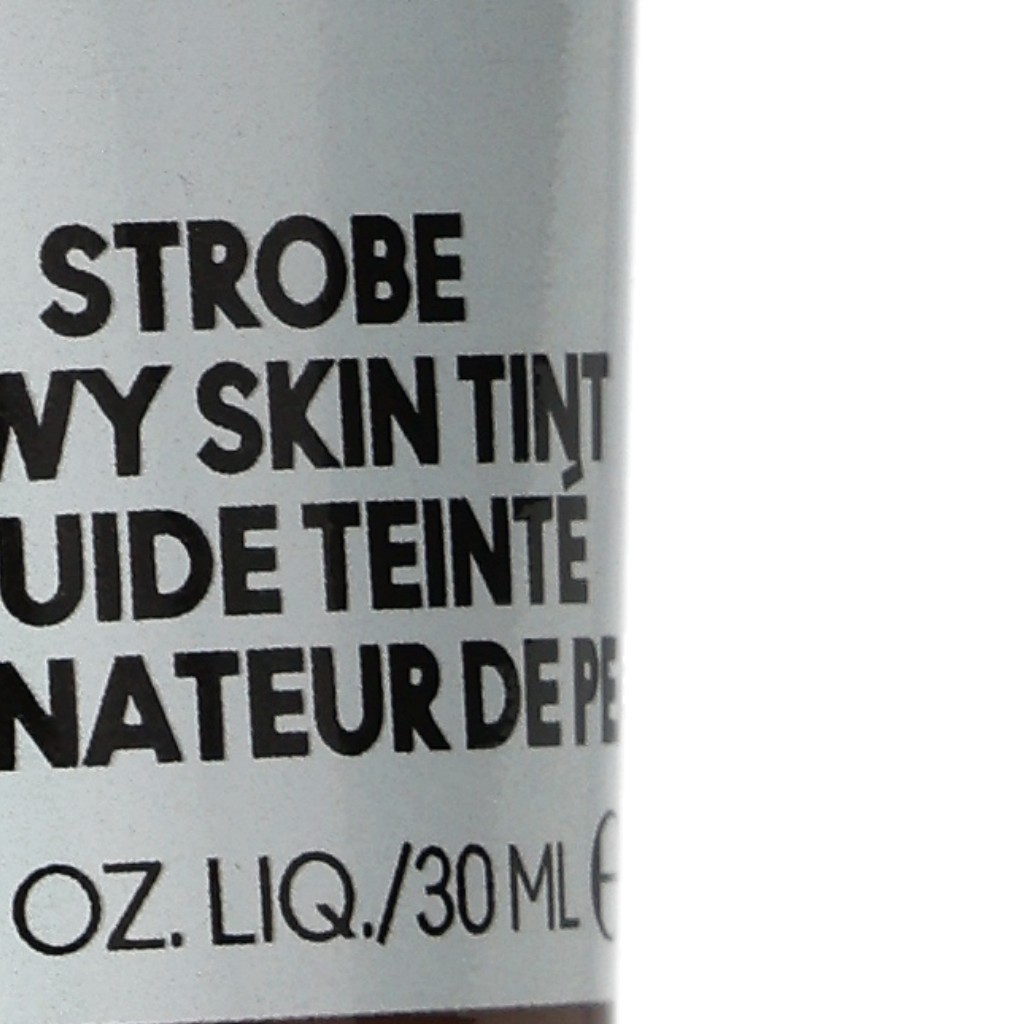 STROBE
WY SKIN TINT
UIDE TEINTÉ
NATEUR DE PE
OZ. LIQ./30 ML ℮